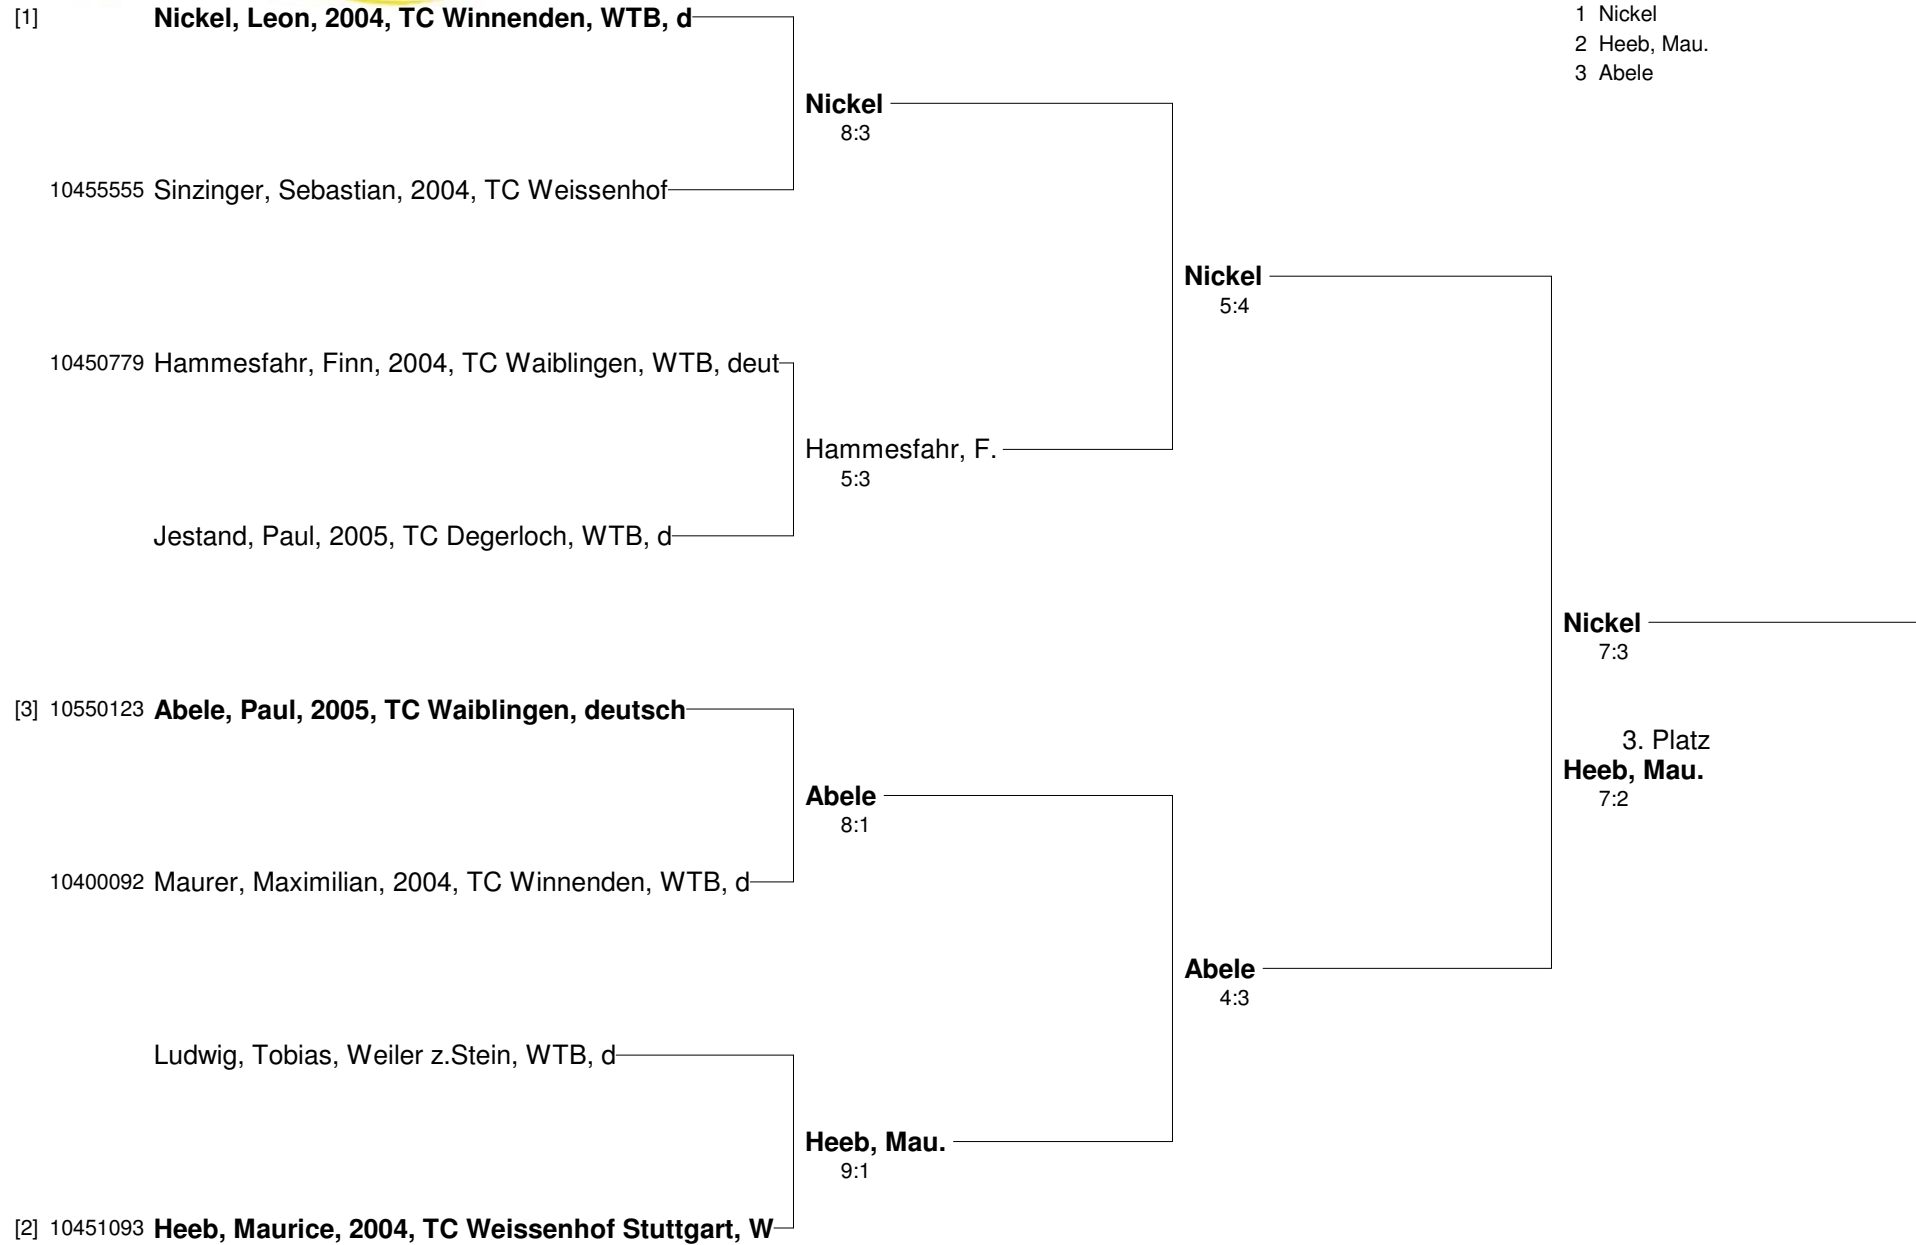 [1] Nickel, Leon, 2004, TC Winnenden, WTB, d
1 Nickel
2 Heeb, Mau.
3 Abele
Nickel
8:3
10455555 Sinzinger, Sebastian, 2004, TC Weissenhof
Nickel
5:4
10450779 Hammesfahr, Finn, 2004, TC Waiblingen, WTB, deut
Hammesfahr, F.
5:3
Jestand, Paul, 2005, TC Degerloch, WTB, d
Nickel
7:3
[3] 10550123 Abele, Paul, 2005, TC Waiblingen, deutsch
3. Platz
Heeb, Mau.
7:2
Abele
8:1
10400092 Maurer, Maximilian, 2004, TC Winnenden, WTB, d
Abele
4:3
Ludwig, Tobias, Weiler z.Stein, WTB, d
Heeb, Mau.
9:1
[2] 10451093 Heeb, Maurice, 2004, TC Weissenhof Stuttgart, W